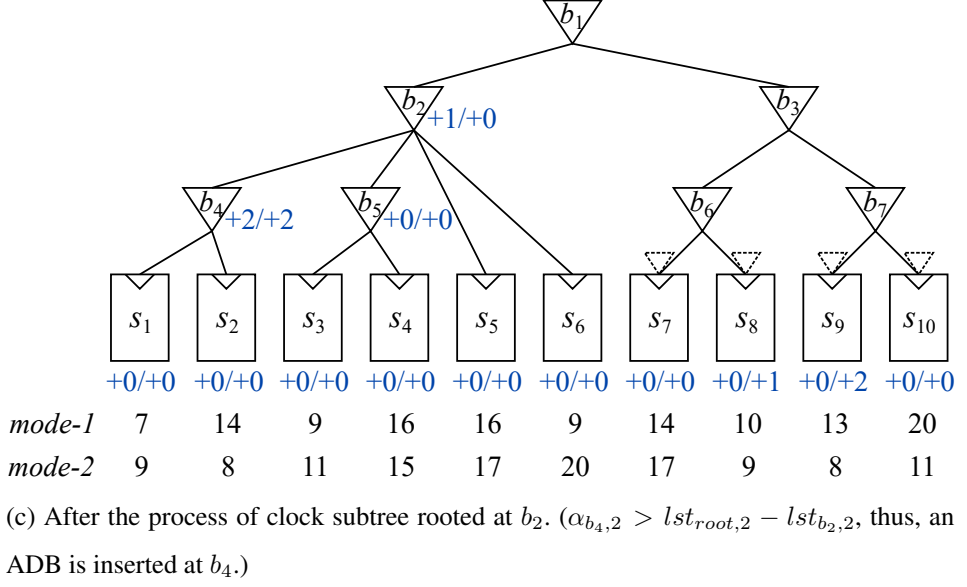 b1
b2
+1/+0
b3
b4
+2/+2
b5
+0/+0
b6
b7
s1 s2 s3 s4 s5 s6 s7 s8 s9 s10
+0/+0 +0/+0 +0/+0 +0/+0 +0/+0 +0/+0 +0/+0 +0/+1 +0/+2 +0/+0
mode-1 7 14 9 16 16 9 14 10 13 20
mode-2 9 8 11 15 17 20 17 9 8 11
(c) After the process of clock subtree rooted at b2. (αb4,2 > lstroot,2 − lstb2,2, thus, an
ADB is inserted at b4.)